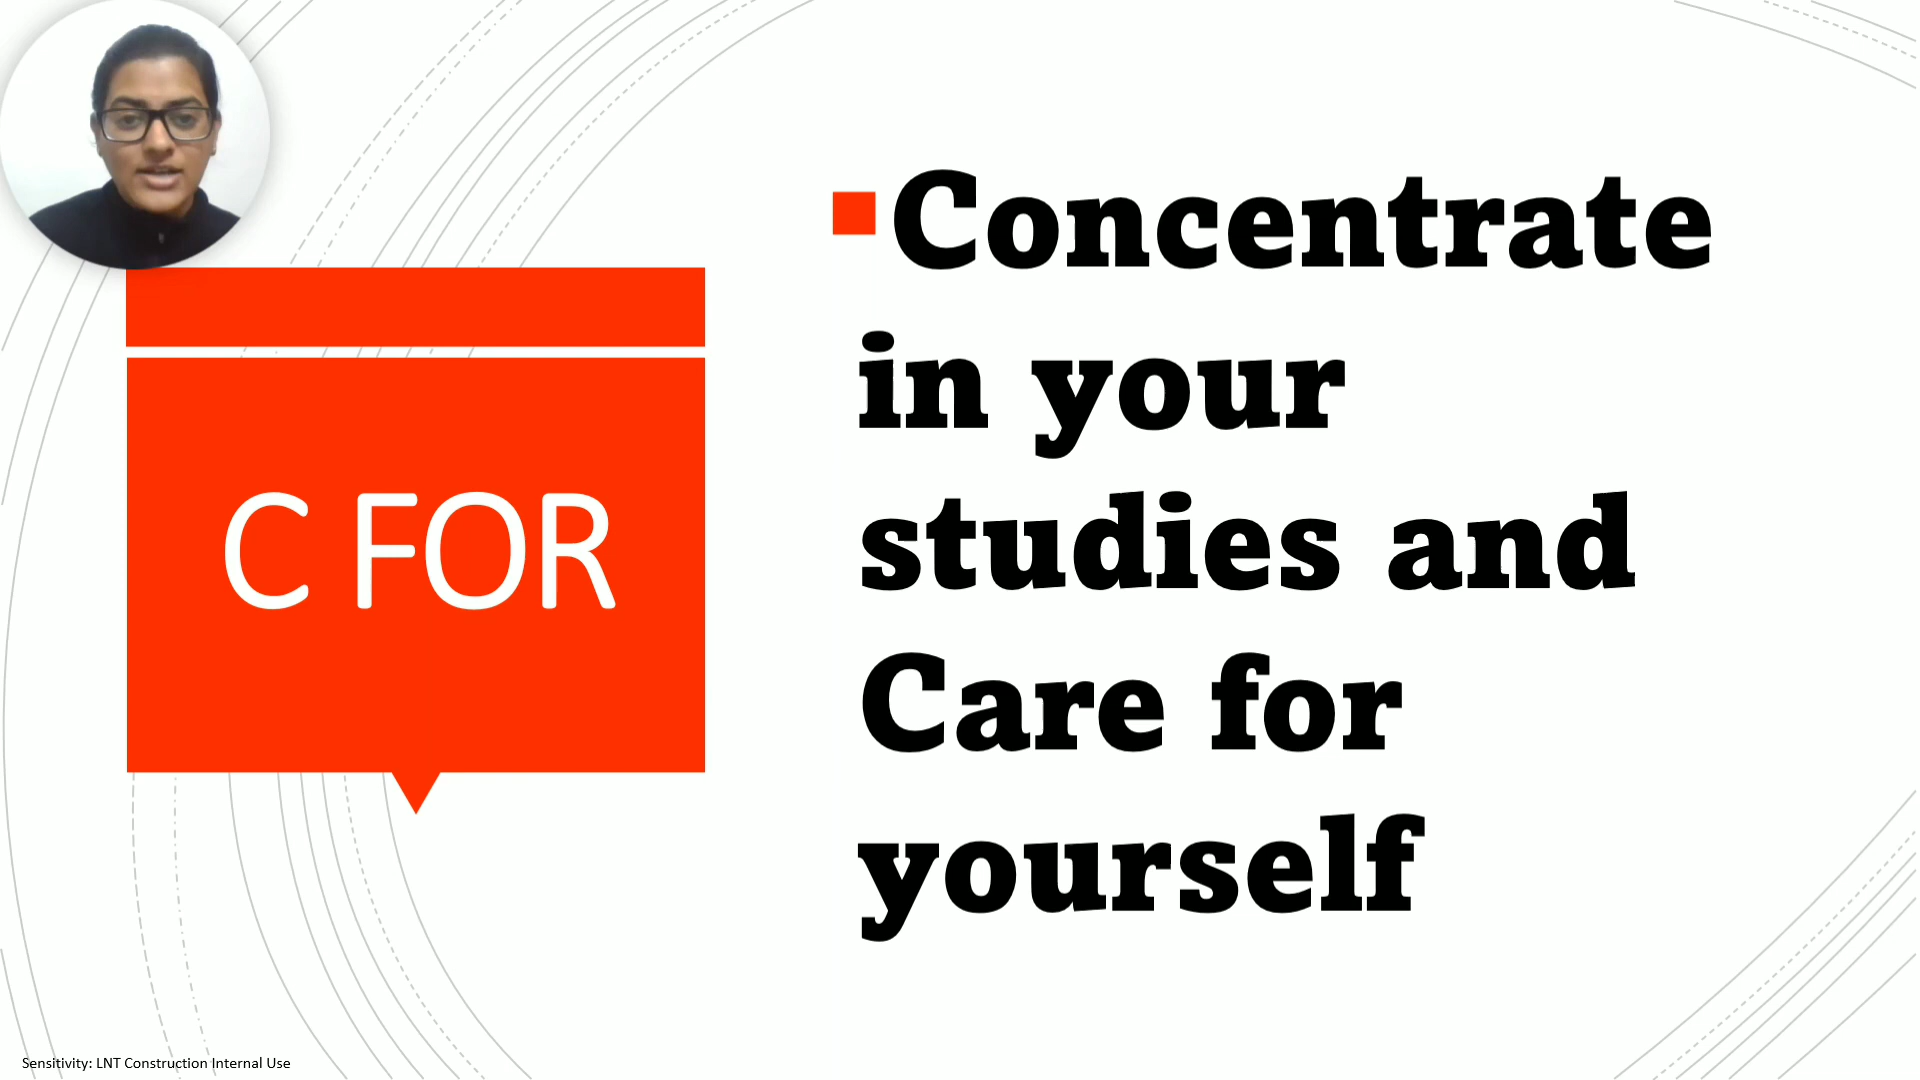 C FOR
Concentrate
in your
studies and
Care for
yourself
Sensitivity: LNT Construction Internal Use